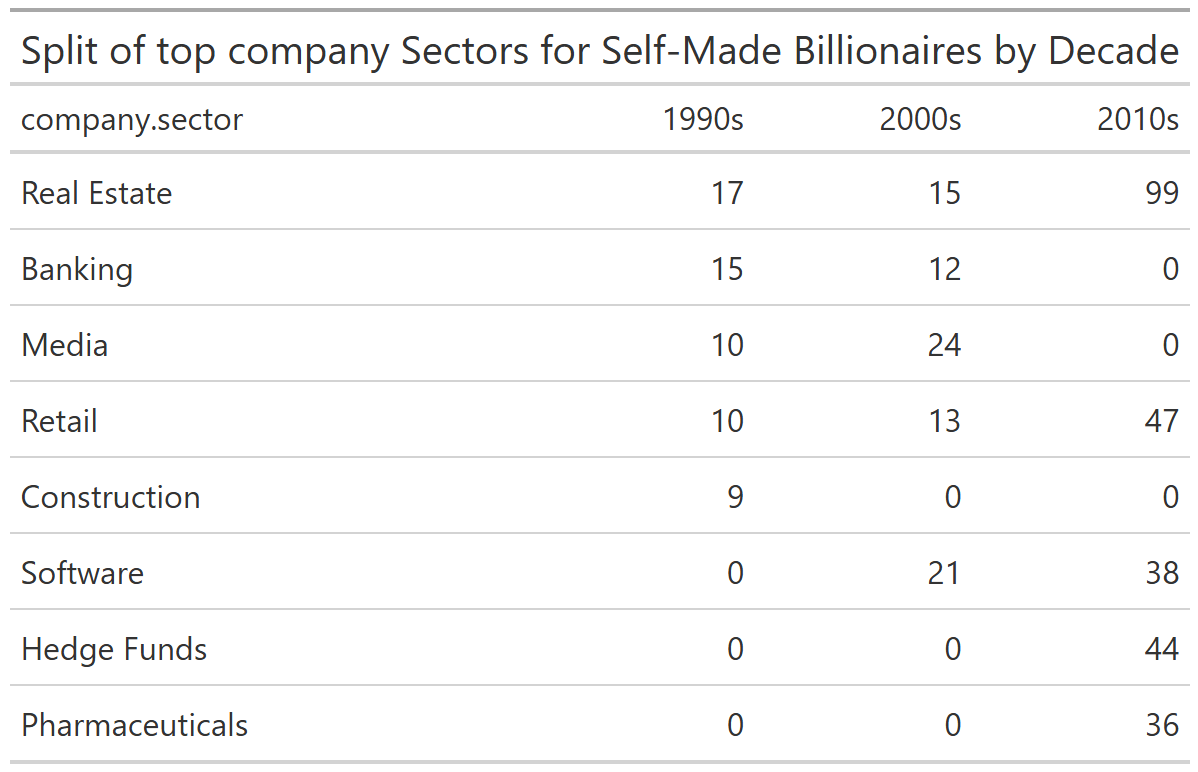 Split of top company Sectors for Self-Made Billionaires by Decade
company.sector 1990s 2000s 2010s
Real Estate 17 15 99
Banking 15 12 0
Media 10 24 0
Retail 10 13 47
Construction 9 0 0
Software 0 21 38
Hedge Funds 0 0 44
Pharmaceuticals 0 0 36